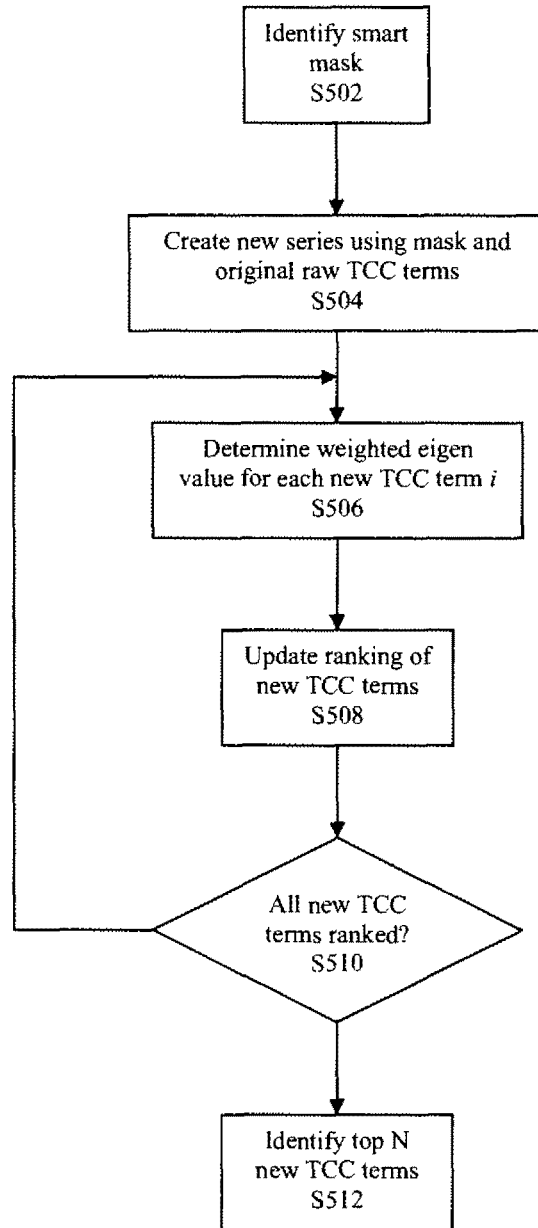 Identify smart
mask
S502
Create new series using mask and
original raw TCC terms
S504
Determine weighted eigen
value for each new TCC term i
S506
Update ranking of
new TCC terms
S508
All new TCC
terms ranked?
S510
Identify top N
new TCC terms
S512